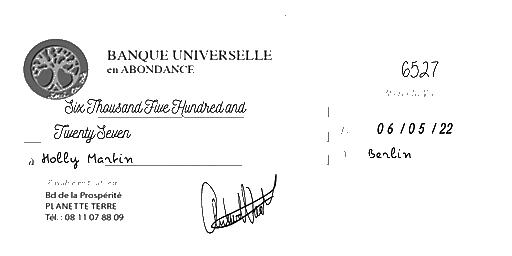 BANQUE UNIVERSELLE
en ABONDANCE
6527
Six Thousand Five Hundred and
Twenty Seven
06/05/22
à Holly Martin
Berlin
Bd de la Prospérité
PLANETTE TERRE
Tél. : 08 11 07 88 09